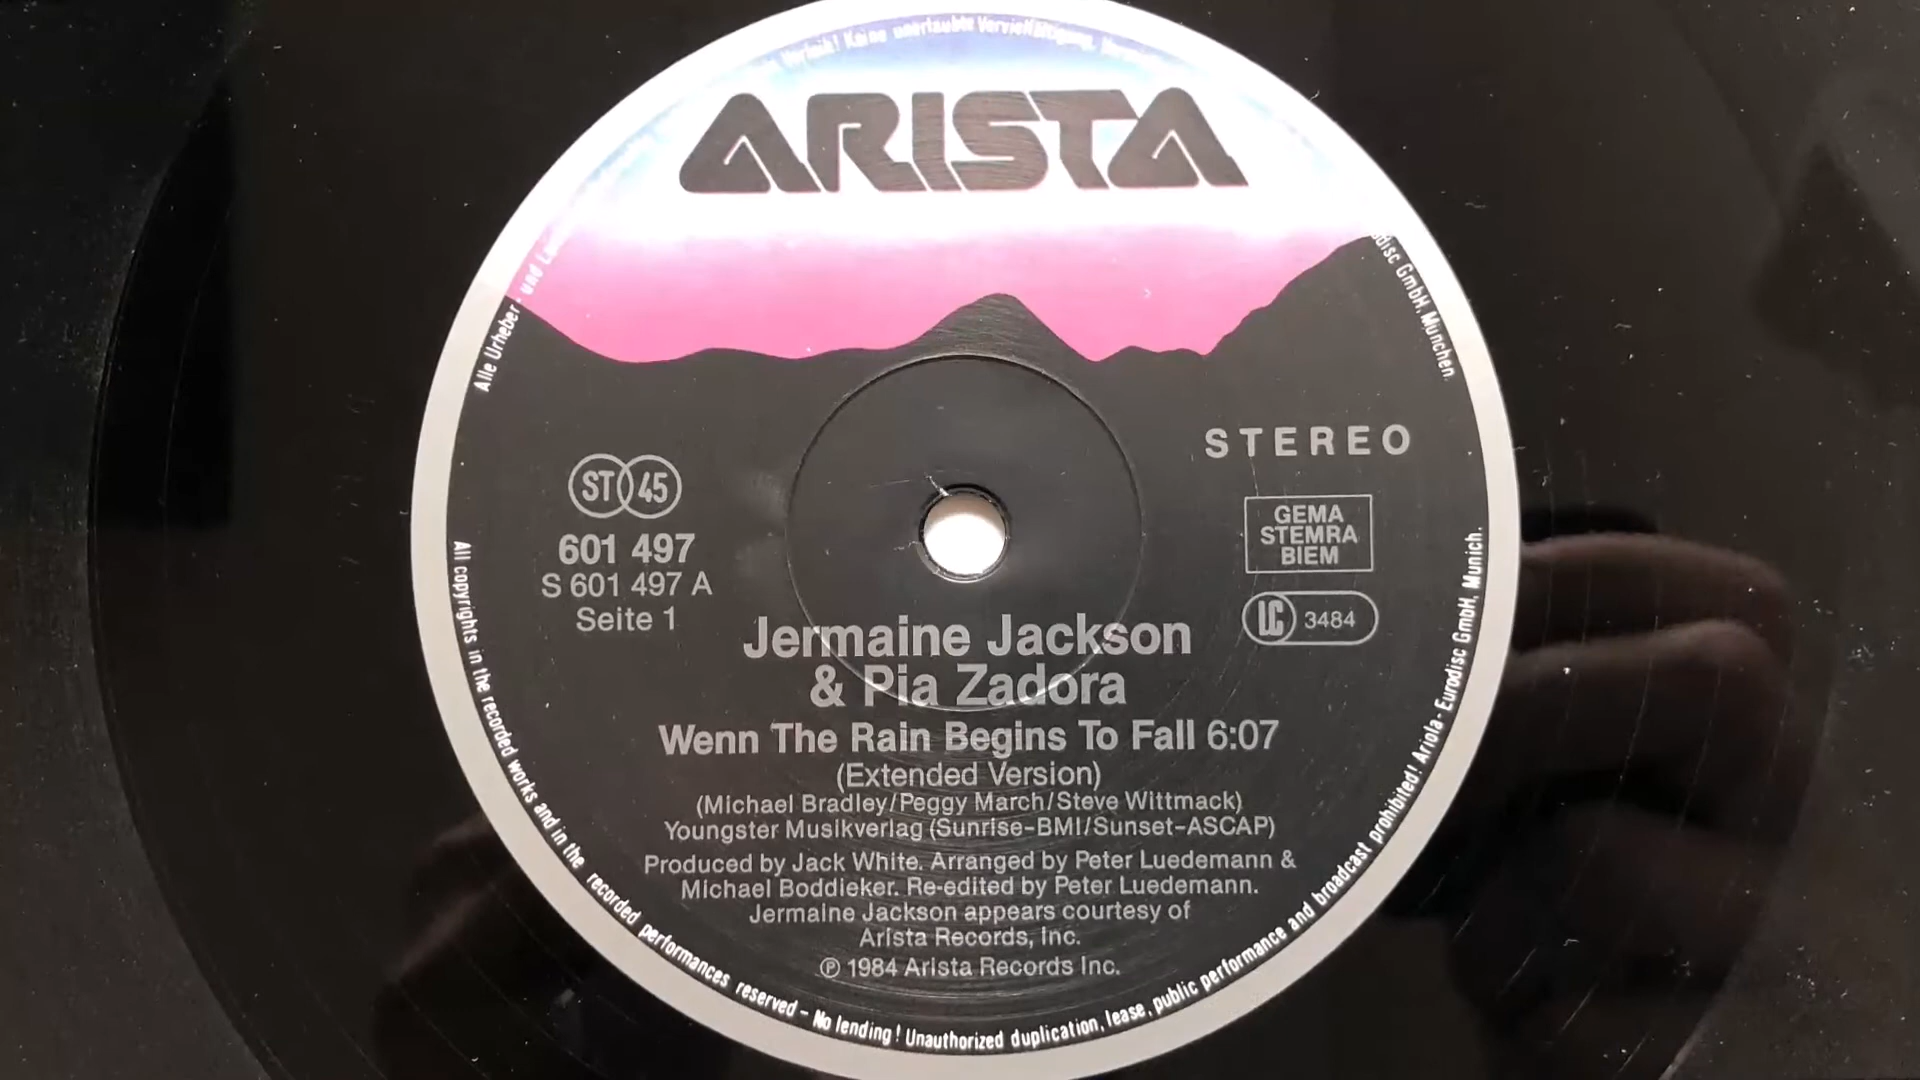 Verleih! Keine unerlaubte Vervielfältigung,
ARISTA
Alle Urheber- und
disc GmbH, München.
STEREO
ST 45
601 497
S 601 497 A
Seite 1
GEMA
STEMRA
BIEM
LC 3484
Jermaine Jackson
& Pia Zadora
Wenn The Rain Begins To Fall 6:07
(Extended Version)
(Michael Bradley/Peggy March/Steve Wittmack)
Youngster Musikverlag (Sunrise-BMI/Sunset-ASCAP)
Produced by Jack White. Arranged by Peter Luedemann &
Michael Boddieker. Re-edited by Peter Luedemann.
Jermaine Jackson appears courtesy of
Arista Records, Inc.
℗ 1984 Arista Records Inc.
All copyrights in the recorded works and in the recorded performances reserved - No lending! Unauthorized duplication, lease, public performance and broadcast prohibited! Ariola-Eurodisc GmbH, Munich.